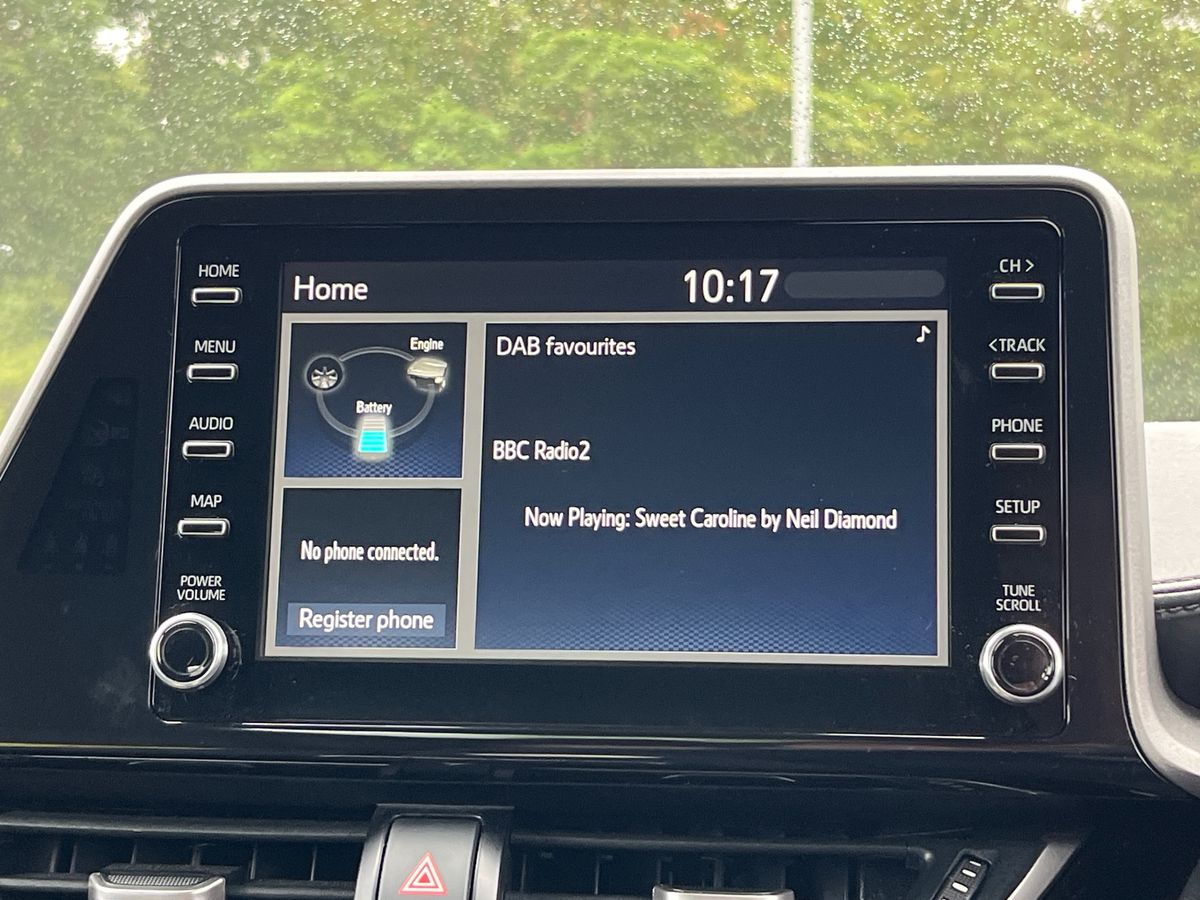 HOME
MENU
AUDIO
MAP
POWER
VOLUME
Home
10:17
Engine
Battery
No phone connected.
Register phone
DAB favourites
BBC Radio2
Now Playing: Sweet Caroline by Neil Diamond
CH >
<TRACK
PHONE
SETUP
TUNE
SCROLL